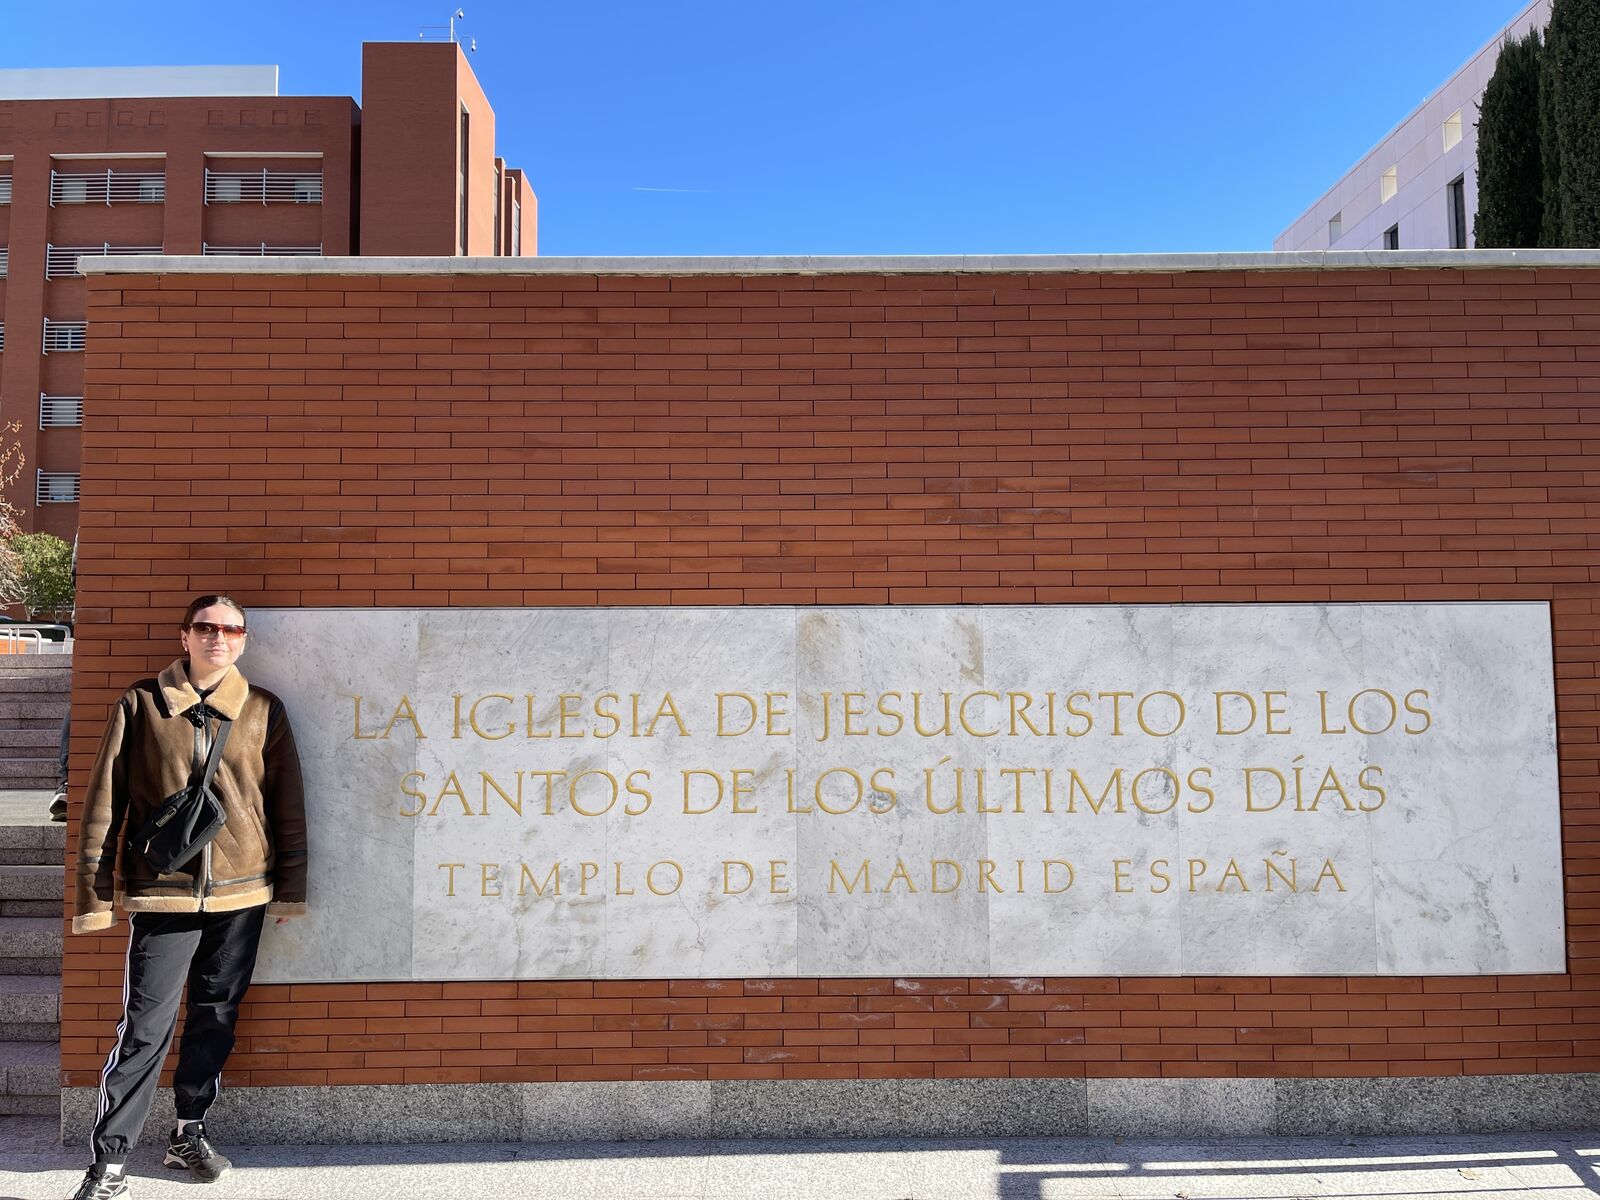 LA IGLESIA DE JESUCRISTO DE LOS
SANTOS DE LOS ÚLTIMOS DÍAS
TEMPLO DE MADRID ESPAÑA